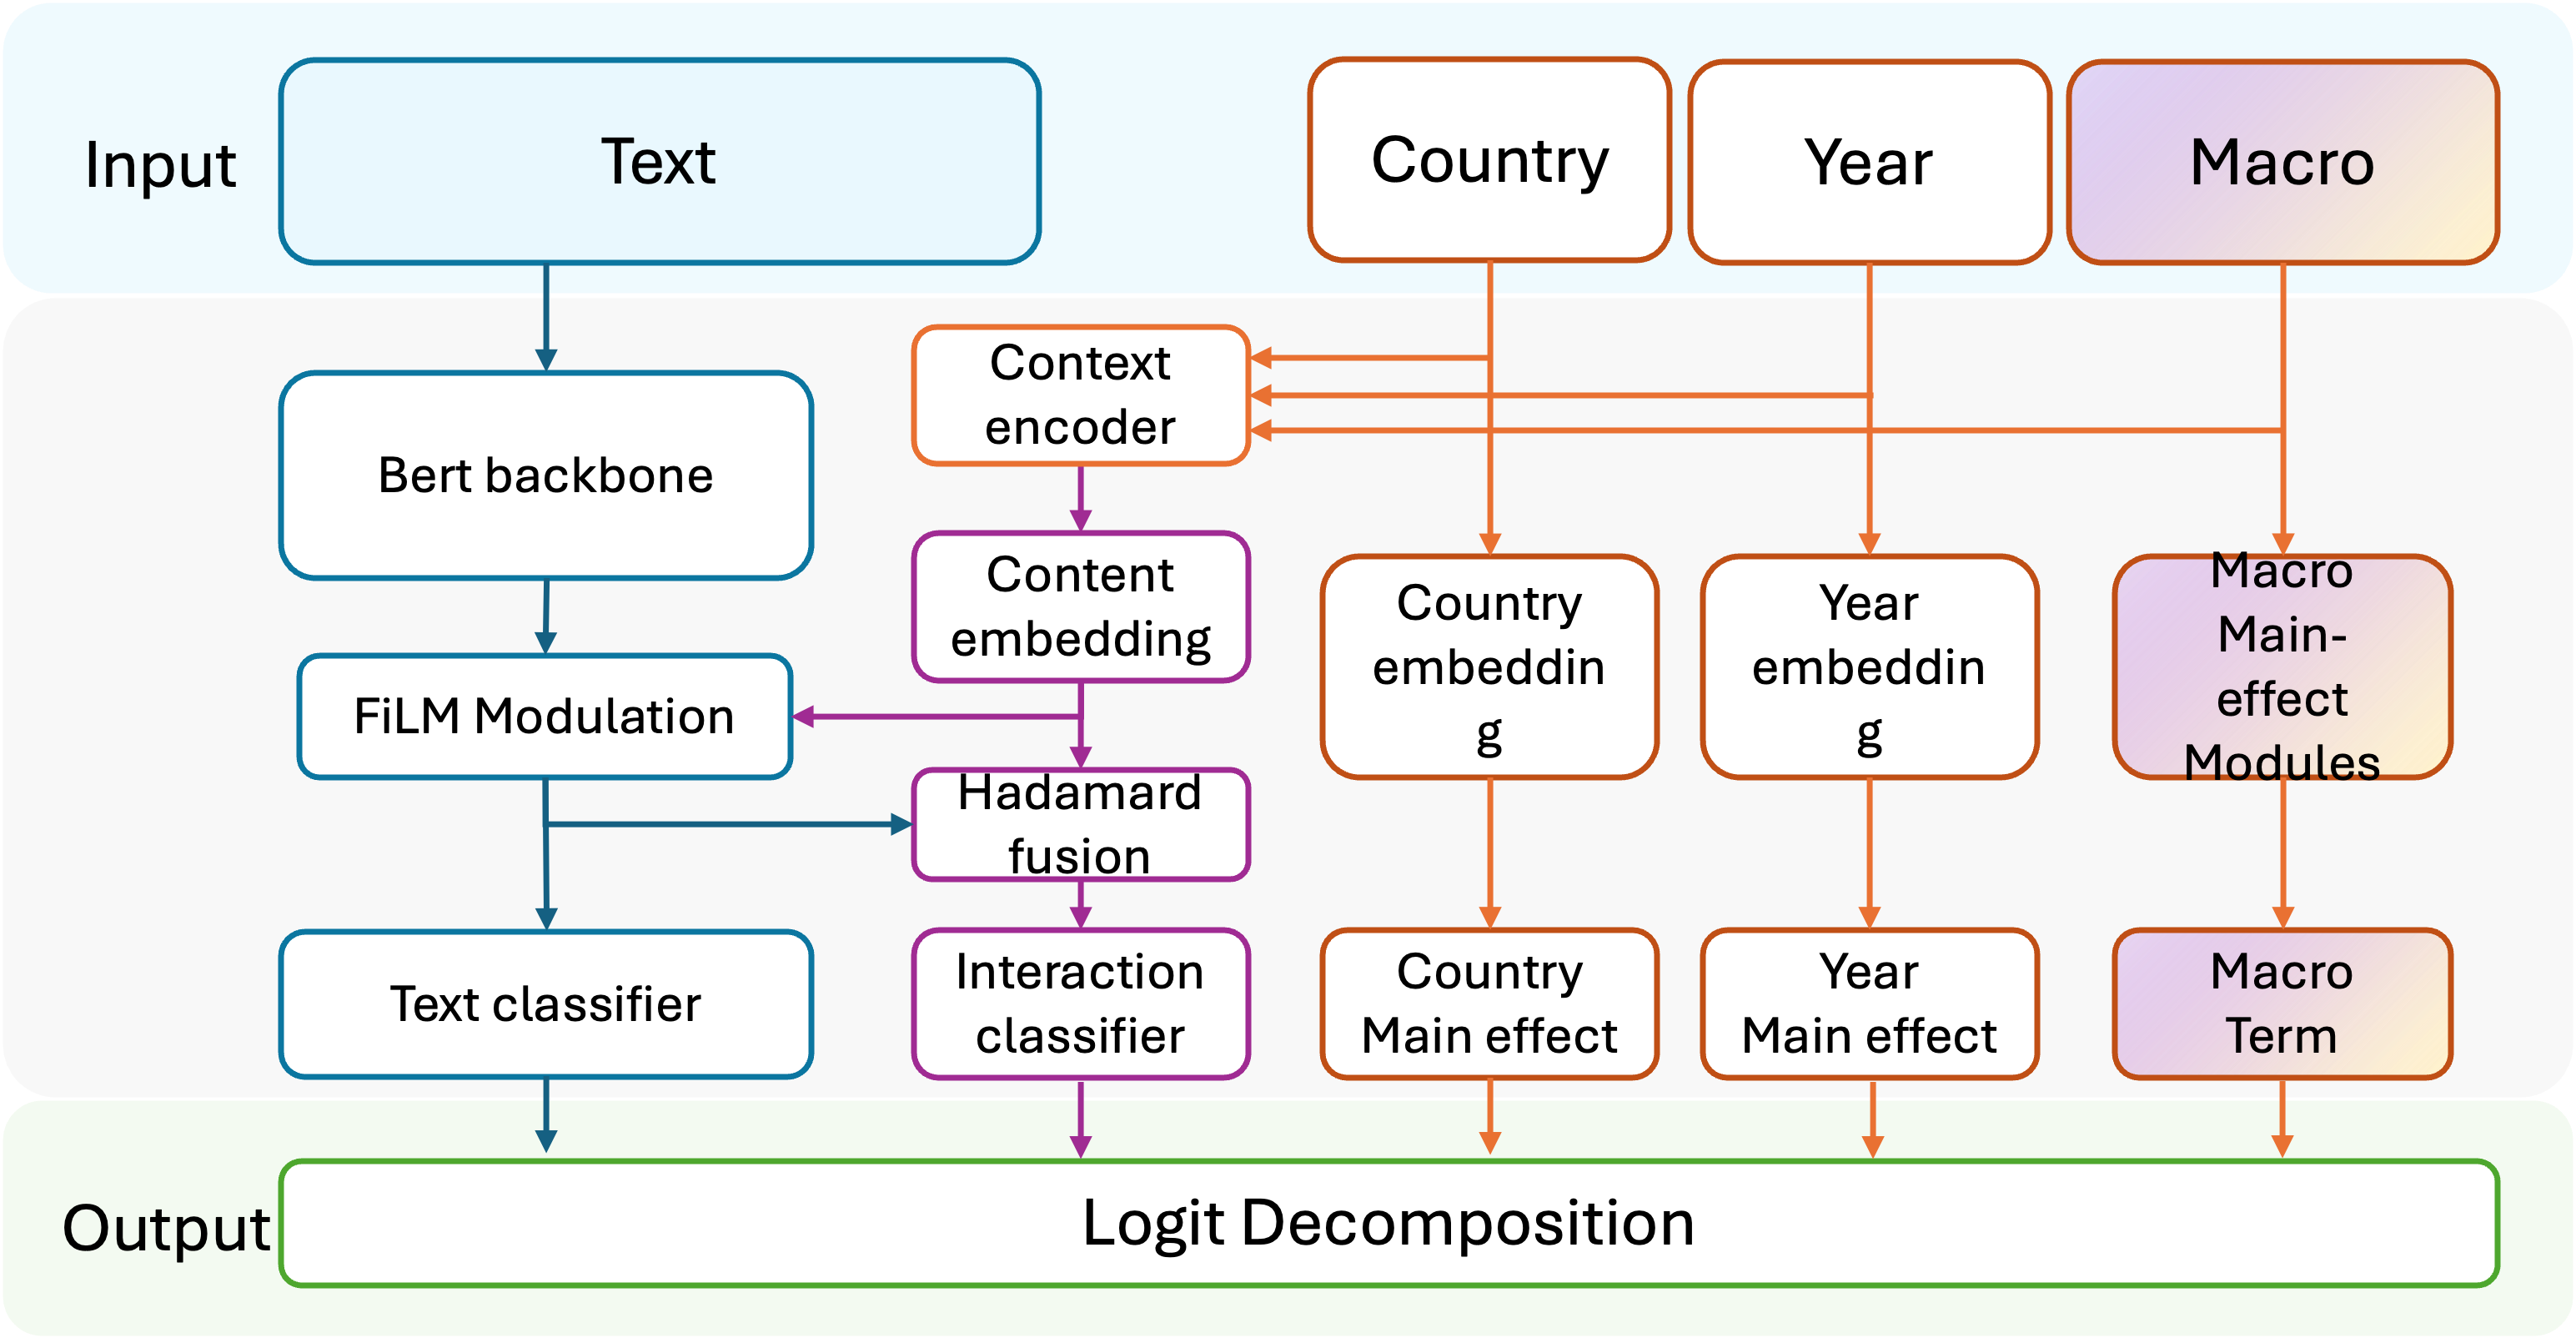 Input
Text
Country
Year
Macro
Context
encoder
Bert backbone
Content
embedding
Country
embeddin
g
Year
embeddin
g
Macro
Main-
effect
Modules
FiLM Modulation
Hadamard
fusion
Text classifier
Interaction
classifier
Country
Main effect
Year
Main effect
Macro
Term
Output
Logit Decomposition